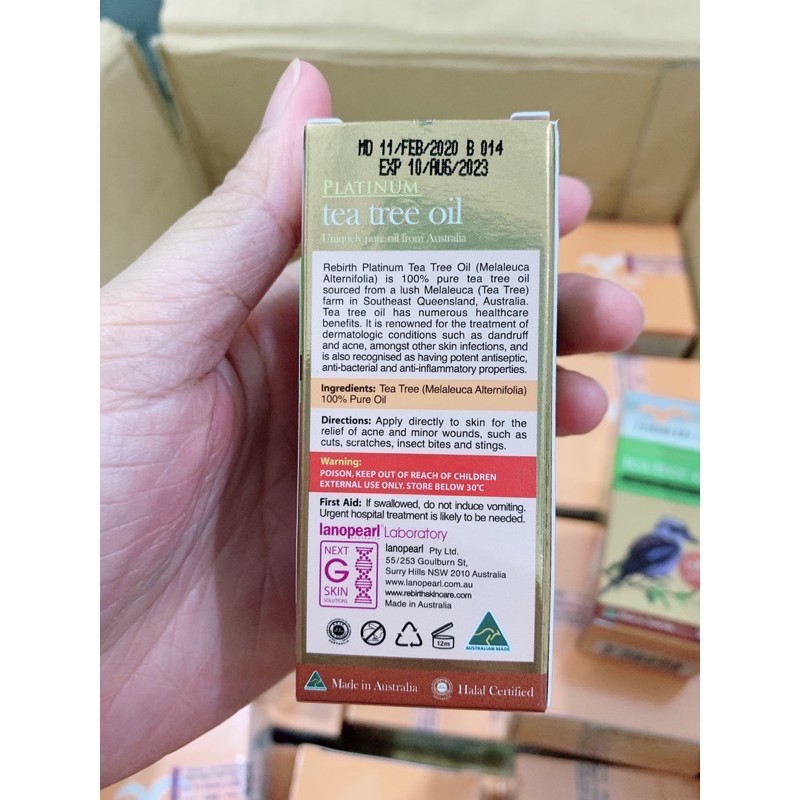 MD 11/FEB/2020 B 014
EXP 10/AUG/2023
PLATINUM
tea tree oil
Uniquely pure oil from Australia
Rebirth Platinum Tea Tree Oil (Melaleuca
Alternifolia) is 100% pure tea tree oil
sourced from a lush Melaleuca (Tea Tree)
farm in Southeast Queensland, Australia.
Tea tree oil has numerous healthcare
benefits. It is renowned for the treatment of
dermatologic conditions such as dandruff
and acne, amongst other skin infections, and
is also recognised as having potent antiseptic,
anti-bacterial and anti-inflammatory properties.
Ingredients: Tea Tree (Melaleuca Alternifolia)
100% Pure Oil
Directions: Apply directly to skin for the
relief of acne and minor wounds, such as
cuts, scratches, insect bites and stings.
Warning:
POISON, KEEP OUT OF REACH OF CHILDREN
EXTERNAL USE ONLY. STORE BELOW 30℃
First Aid: If swallowed, do not induce vomiting.
Urgent hospital treatment is likely to be needed.
lanopearl Laboratory
NEXT
G
SKIN
SOLUTIONS
lanopearl Pty Ltd.
55/253 Goulburn St,
Surry Hills NSW 2010 Australia
www.lanopearl.com.au
www.rebirthskincare.com
Made in Australia
12m
AUSTRALIAN MADE
Made in Australia
Halal Certified